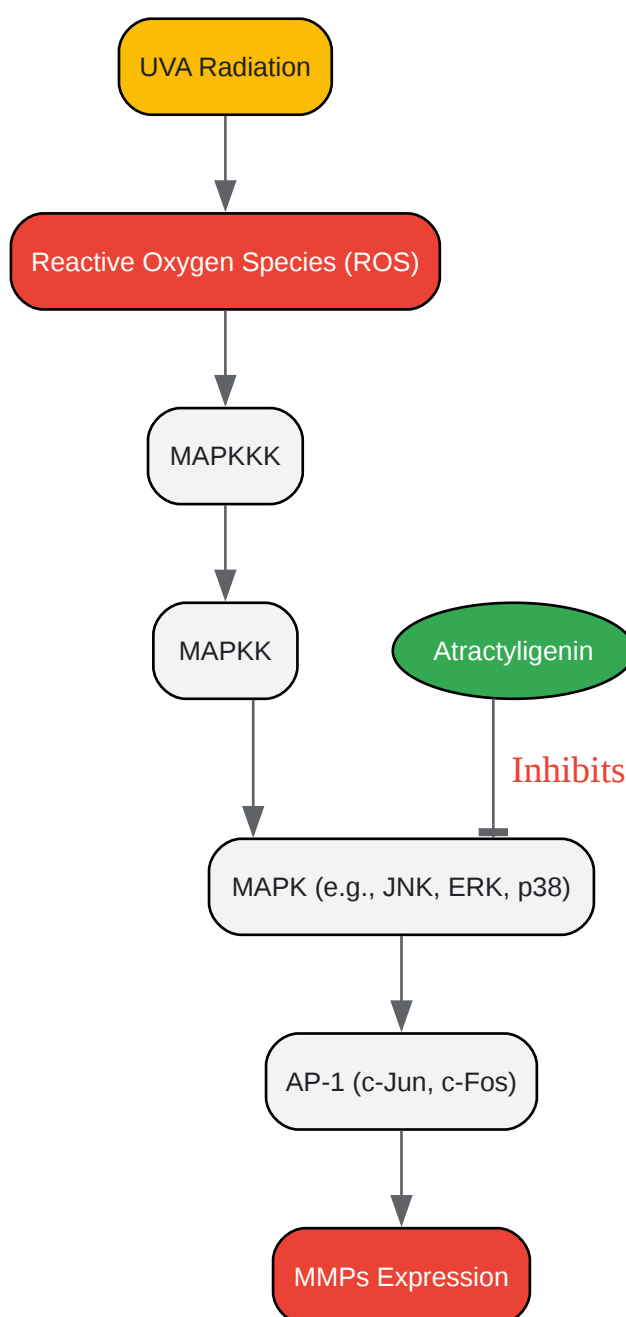 UVA Radiation
Reactive Oxygen Species (ROS)
MAPKKK
MAPKK
Atractyligenin
Inhibits
MAPK (e.g., JNK, ERK, p38)
AP-1 (c-Jun, c-Fos)
MMPs Expression